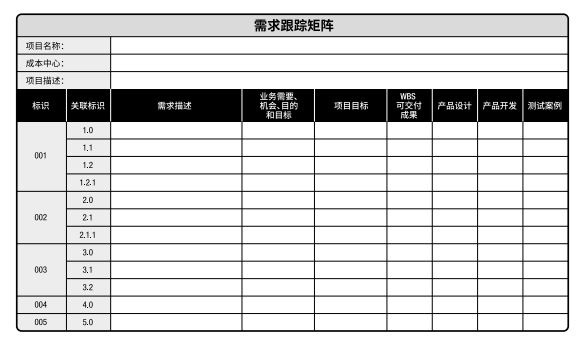 需求跟踪矩阵
项目名称：
成本中心：
项目描述：
标识 关联标识 需求描述 业务需要、机会、目的和目标 项目目标 WBS可交付成果 产品设计 产品开发 测试案例
001 1.0
1.1
1.2
1.2.1
002 2.0
2.1
2.1.1
003 3.0
3.1
3.2
004 4.0
005 5.0